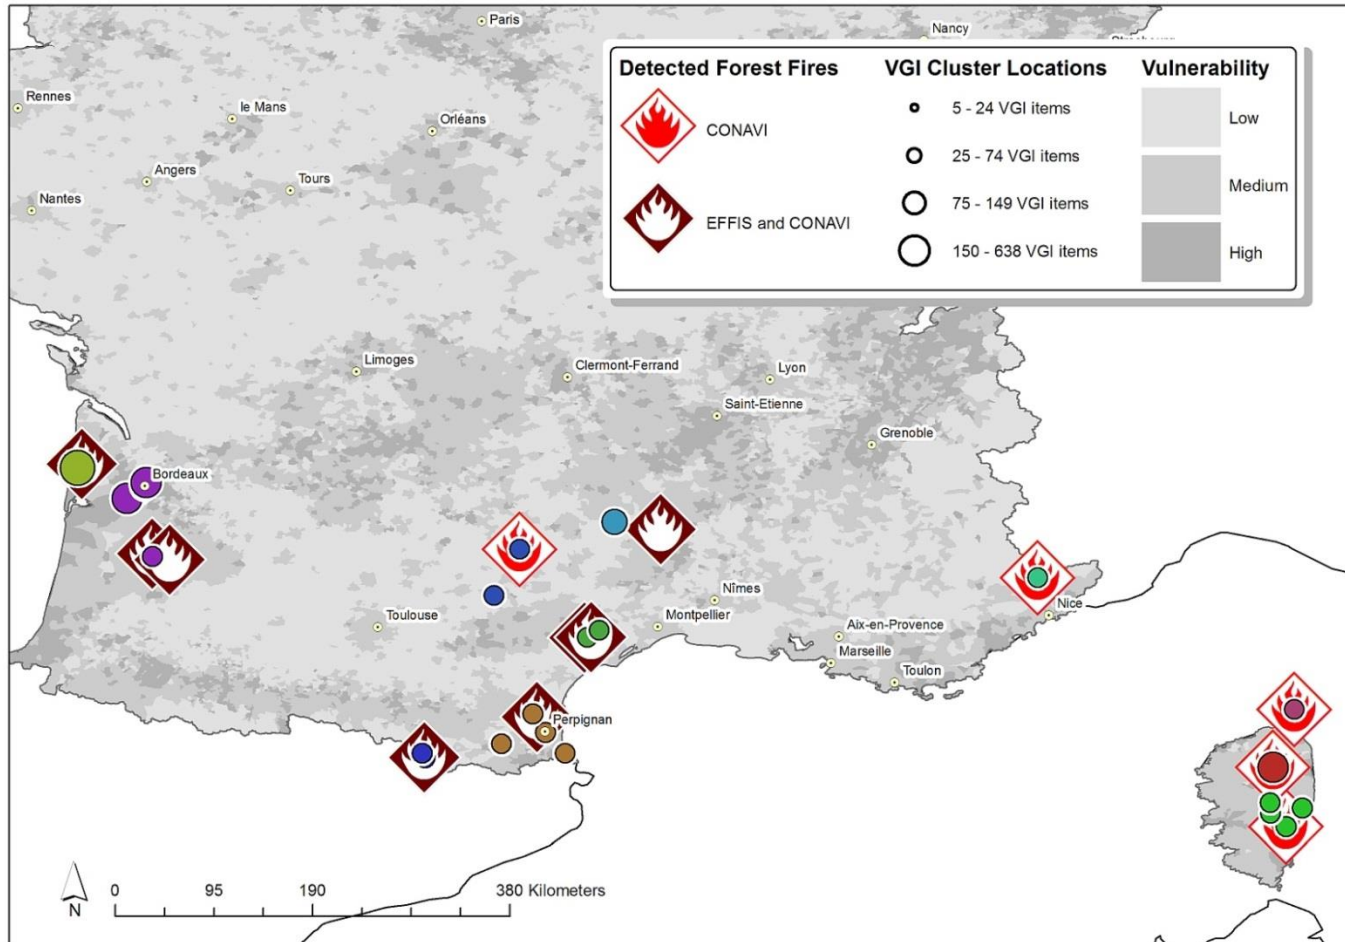 Paris
Nancy
Detected Forest Fires
VGI Cluster Locations
Vulnerability
CONAVI
EFFIS and CONAVI
5 - 24 VGI items
25 - 74 VGI items
75 - 149 VGI items
150 - 638 VGI items
Low
Medium
High
Rennes
le Mans
Orléans
Angers
Tours
Nantes
Limoges
Clermont-Ferrand
Lyon
Saint-Etienne
Grenoble
Bordeaux
Nîmes
Nice
Toulouse
Montpellier
Aix-en-Provence
Marseille
Toulon
Perpignan
N
0 95 190 380 Kilometers